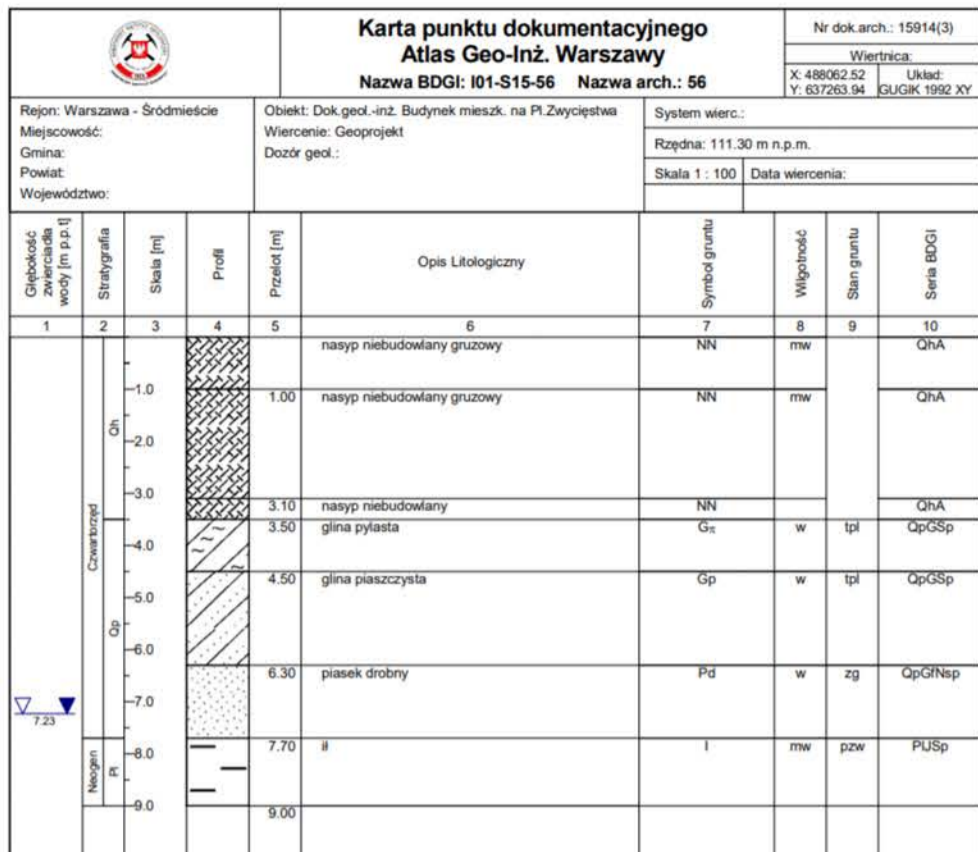 Karta punktu dokumentacyjnego
Atlas Geo-Inż. Warszawy
Nazwa BDGI: I01-S15-56 Nazwa arch.: 56
Nr dok.arch.: 15914(3)
Wiertnica:
X: 488062.52
Y: 637263.94
Układ:
GUGIK 1992 XY
Rejon: Warszawa - Śródmieście
Miejscowość:
Gmina:
Powiat:
Województwo:
Obiekt: Dok.geol.-inż. Budynek mieszk. na Pl.Zwycięstwa
Wiercenie: Geoprojekt
Dozór geol.:
System wierc.:
Rzędna: 111.30 m n.p.m.
Skala 1 : 100 Data wiercenia:
Głębokość zwierciadła wody [m p.p.t]
Stratygrafia
Skala [m]
Profil
Przelot [m]
Opis Litologiczny
Symbol gruntu
Wilgotność
Stan gruntu
Seria BDGI
1 2 3 4 5 6 7 8 9 10
nasyp niebudowlany gruzowy NN mw QhA
1.00 nasyp niebudowlany gruzowy NN mw QhA
3.10 nasyp niebudowlany NN QhA
3.50 glina pylasta Gπ w tpl QpGSp
4.50 glina piaszczysta Gp w tpl QpGSp
6.30 piasek drobny Pd w zg QpGfNsp
7.70 ił I mw pzw PlJSp
9.00
7.23
Czwartorzęd
Qh
Qp
Neogen
Pl
1.0
2.0
3.0
4.0
5.0
6.0
7.0
8.0
9.0